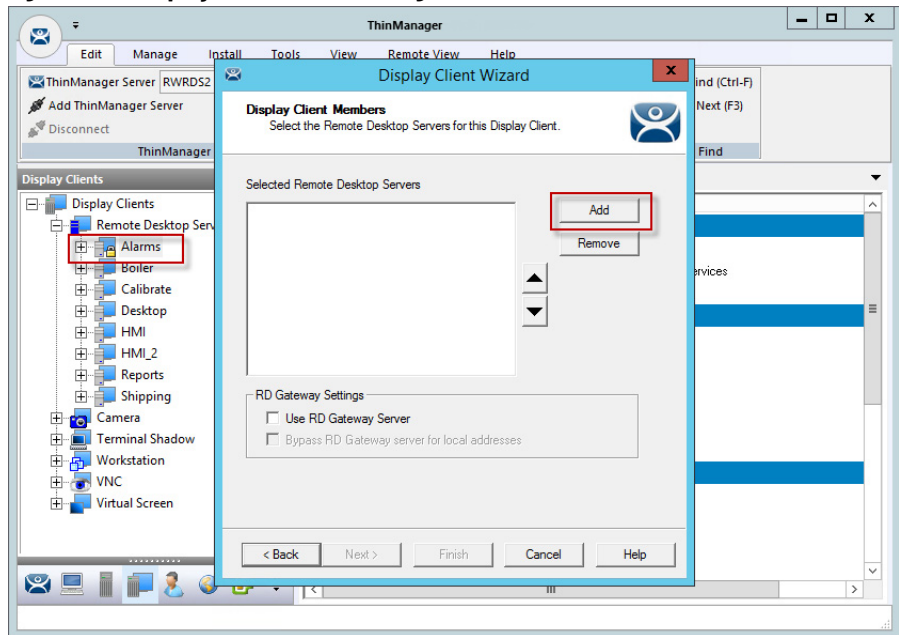 ThinManager
Edit Manage Install Tools View Remote View Help
ThinManager Server RWRDS2
Add ThinManager Server
Disconnect
ThinManager
ind (Ctrl-F)
Next (F3)
Find
Display Clients
Display Clients
Remote Desktop Serv
Alarms
Boiler
Calibrate
Desktop
HMI
HMI_2
Reports
Shipping
Camera
Terminal Shadow
Workstation
VNC
Virtual Screen
Display Client Wizard
X
Display Client Members
Select the Remote Desktop Servers for this Display Client.
Selected Remote Desktop Servers
Add
Remove
RD Gateway Settings
Use RD Gateway Server
Bypass RD Gateway server for local addresses
< Back Next > Finish Cancel Help
ervices